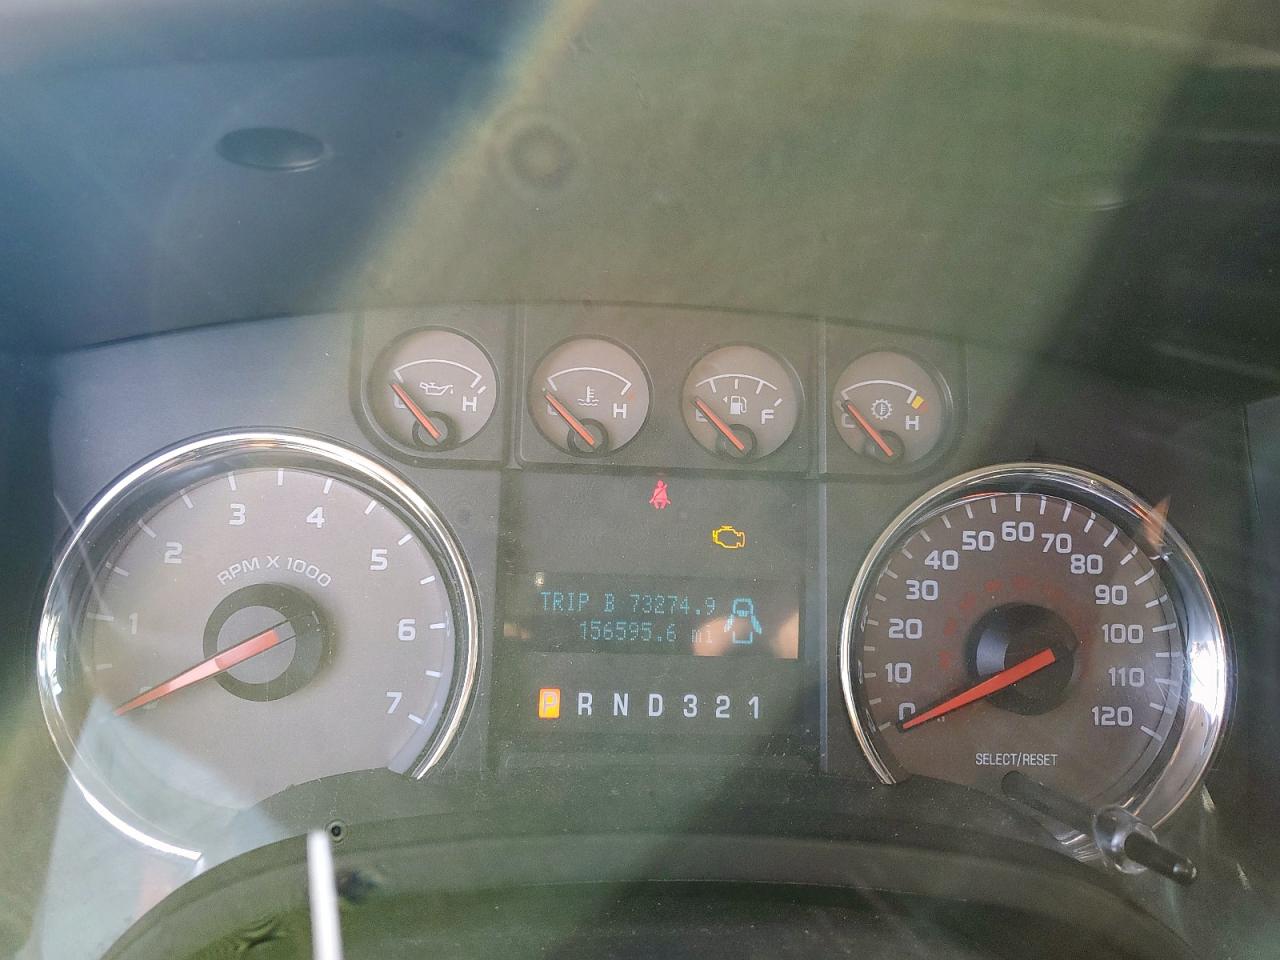 H
H
E F
C H
1 2 3 4 5 6 7
RPM X 1000
TRIP B 73274.9
156595.6 mi
P R N D 3 2 1
0 10 20 30 40 50 60 70 80 90 100 110 120
SELECT/RESET